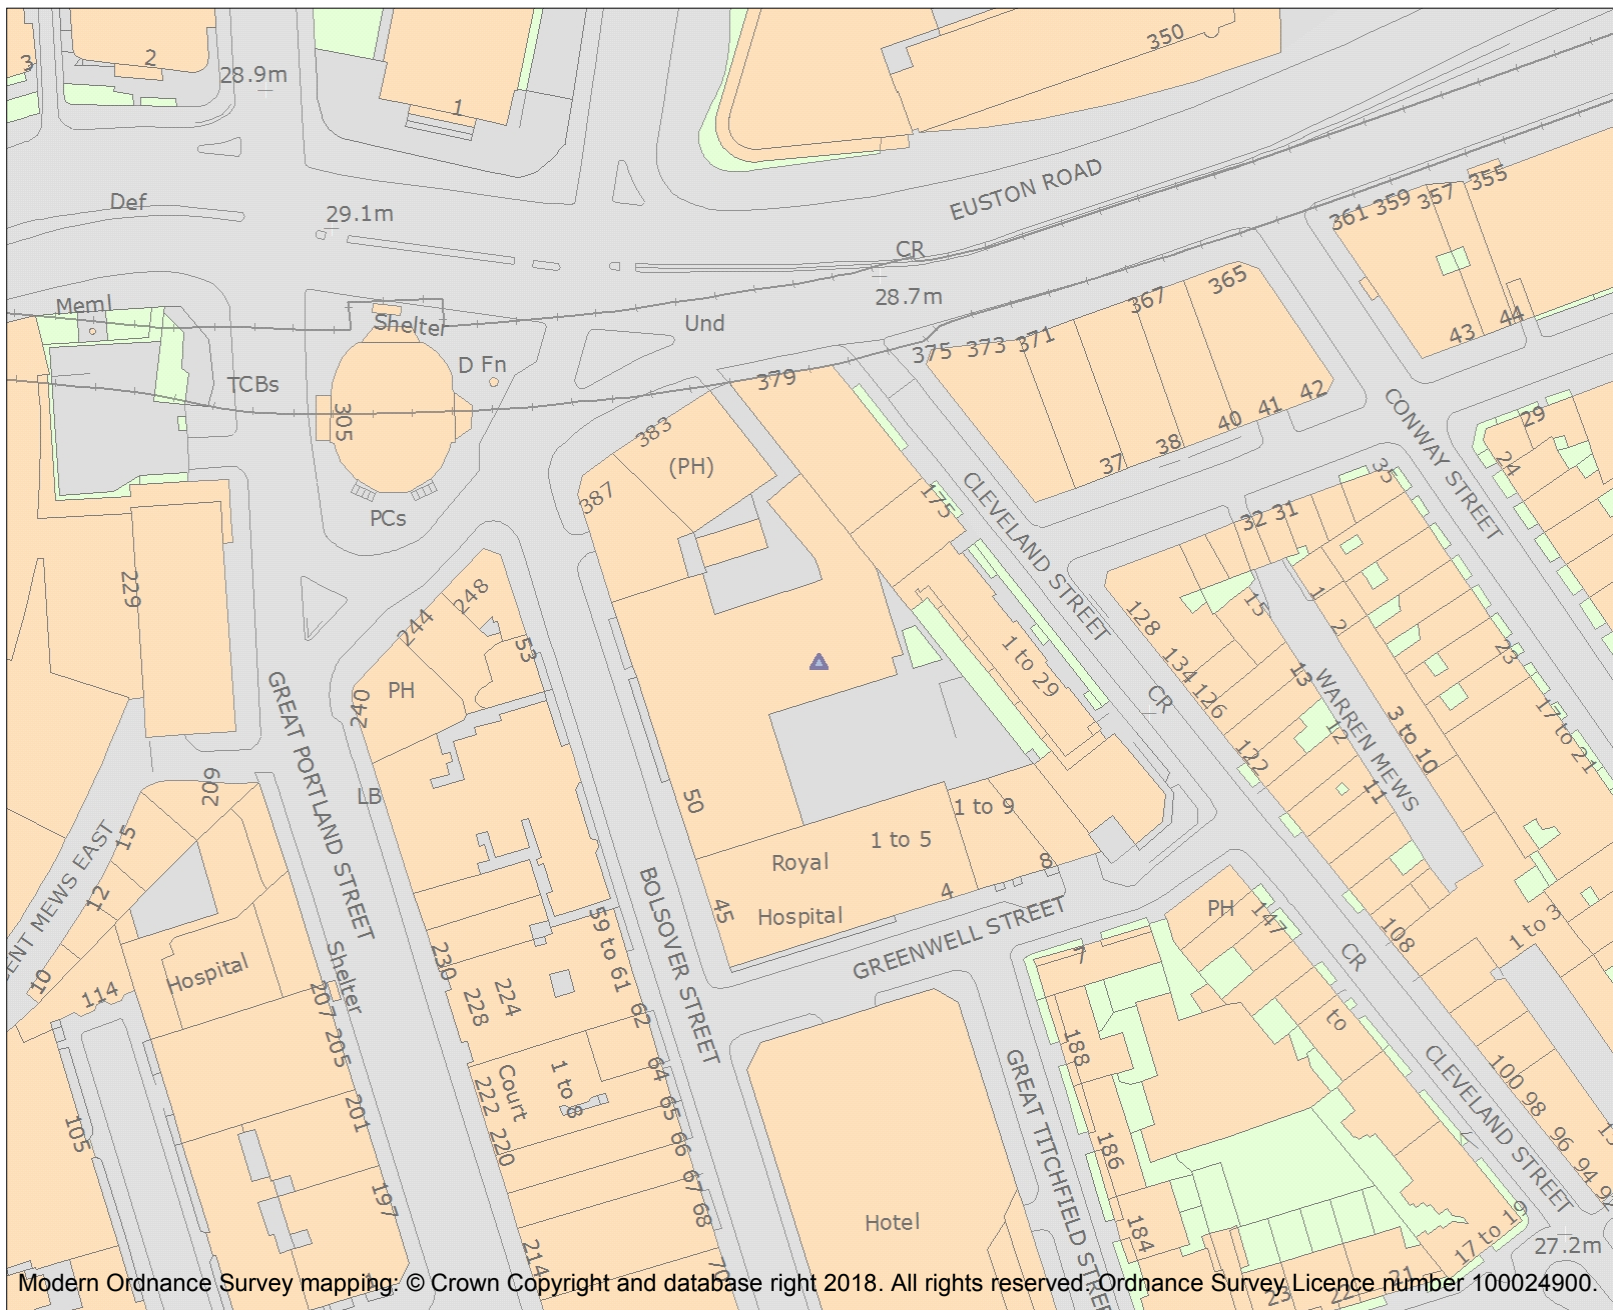 350
3
2
28.9m
1
EUSTON ROAD
Def
29.1m
355
357
359
361
CR
28.7m
365
367
Meml
Shelter
Und
43
44
371
373
375
D Fn
TCBs
379
305
42
41
40
38
37
CONWAY STREET
29
24
383
(PH)
387
175
CLEVELAND STREET
35
32
31
PCs
229
248
244
53
128
15
1
2
23
PH
240
1 to 29
134
126
CR
13
12
WARREN MEWS
3 to 10
17 to 21
GREAT PORTLAND STREET
122
11
209
LB
50
1 to 9
1 to 5
Royal
Hospital
8
4
45
15
12
10
ENT MEWS EAST
114
Hospital
Shelter
207
205
201
197
230
228
224
59 to 61
62
BOLSOVER STREET
GREENWELL STREET
7
PH
147
108
1 to 3
CR
to
188
105
Court
222
220
1 to 8
64
65
66
67
68
70
214
186
184
GREAT TITCHFIELD STREE
100
98
96
94
92
CLEVELAND STREET
17 to 19
27.2m
Hotel
21
22
23
Modern Ordnance Survey mapping: © Crown Copyright and database right 2018. All rights reserved. Ordnance Survey Licence number 100024900.